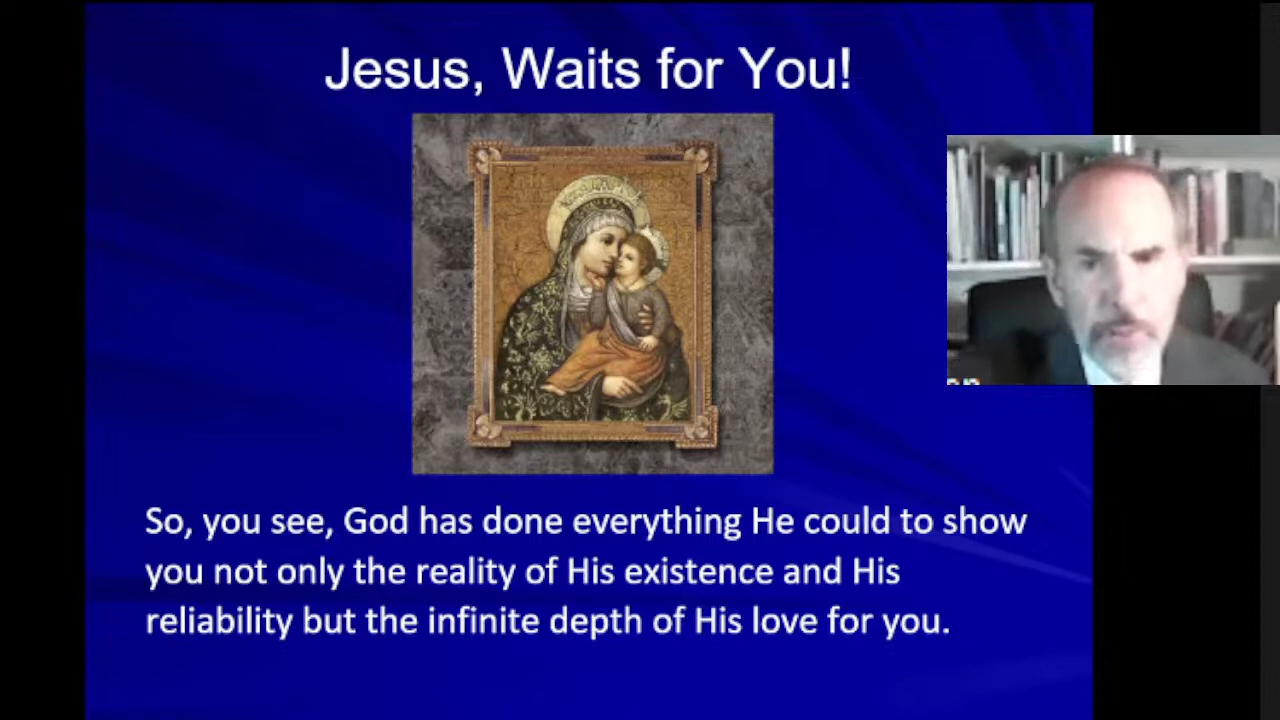 Jesus, Waits for You!
So, you see, God has done everything He could to show
you not only the reality of His existence and His
reliability but the infinite depth of His love for you.